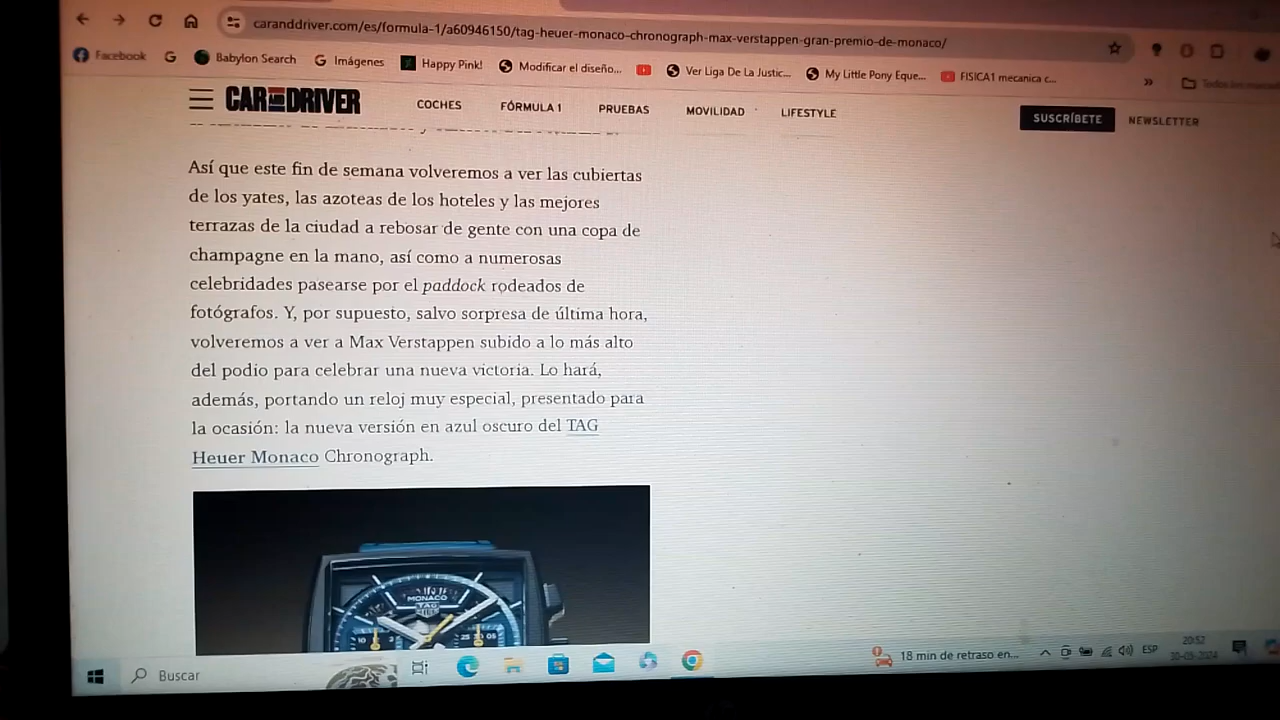 caranddriver.com/es/formula-1/a60946150/tag-heuer-monaco-chronograph-max-verstappen-gran-premio-de-monaco/
Facebook Babylon Search Imágenes Happy Pink! Modificar el diseño... Ver Liga De La Justic... My Little Pony Eque... FISICA1 mecanica c... »
CAR AND DRIVER COCHES FÓRMULA 1 PRUEBAS MOVILIDAD LIFESTYLE SUSCRÍBETE NEWSLETTER
Así que este fin de semana volveremos a ver las cubiertas
de los yates, las azoteas de los hoteles y las mejores
terrazas de la ciudad a rebosar de gente con una copa de
champagne en la mano, así como a numerosas
celebridades pasearse por el paddock rodeados de
fotógrafos. Y, por supuesto, salvo sorpresa de última hora,
volveremos a ver a Max Verstappen subido a lo más alto
del podio para celebrar una nueva victoria. Lo hará,
además, portando un reloj muy especial, presentado para
la ocasión: la nueva versión en azul oscuro del TAG
Heuer Monaco Chronograph.
MONACO
TAG
HEUER
10 25 05
Buscar 18 min de retraso en... ESP 20:52